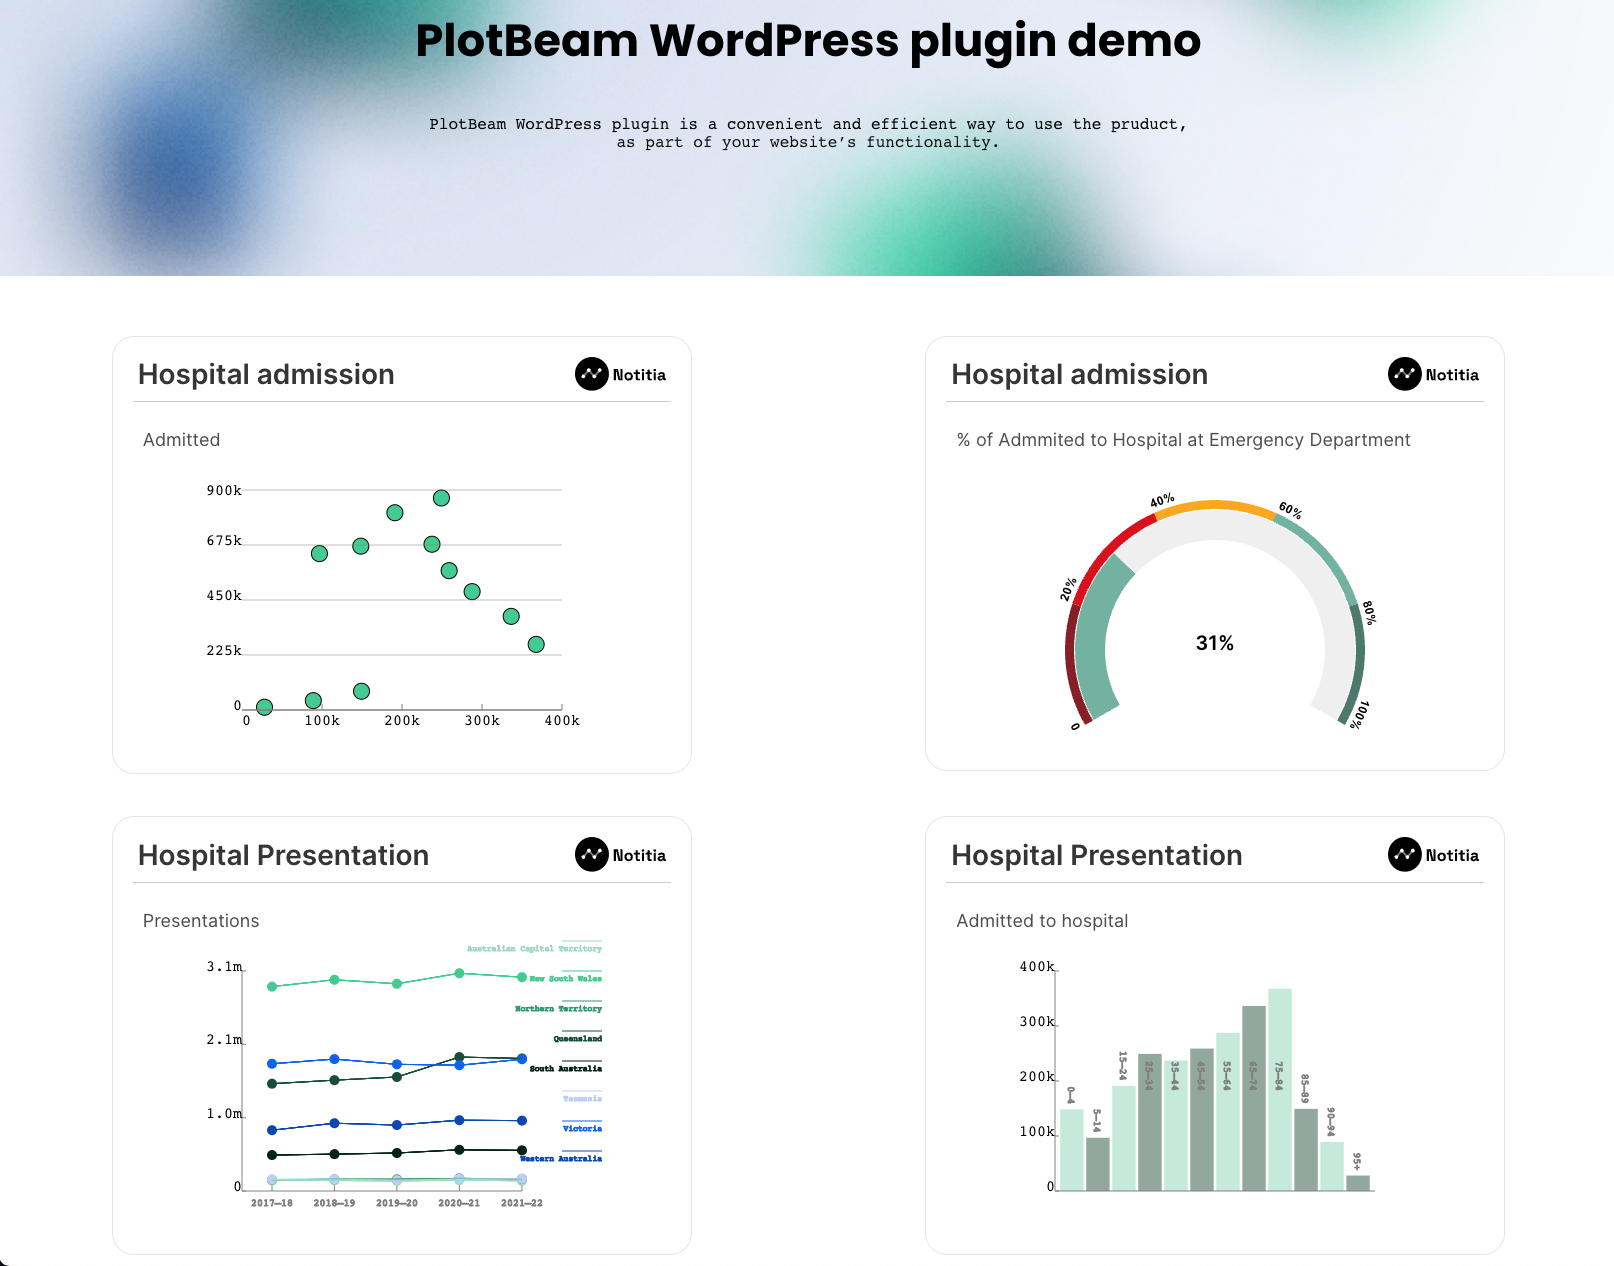 PlotBeam WordPress plugin demo
PlotBeam WordPress plugin is a convenient and efficient way to use the pruduct,
as part of your website’s functionality.
Hospital admission
Notitia
Admitted
900k
675k
450k
225k
0
0 100k 200k 300k 400k
Hospital admission
Notitia
% of Admmited to Hospital at Emergency Department
0
20%
40%
60%
80%
100%
31%
Hospital Presentation
Notitia
Presentations
3.1m
2.1m
1.0m
0
2017–18 2018–19 2019–20 2020–21 2021–22
Australian Capital Territory
New South Wales
Northern Territory
Queensland
South Australia
Tasmania
Victoria
Western Australia
Hospital Presentation
Notitia
Admitted to hospital
400k
300k
200k
100k
0
0–4
5–14
15–24
25–34
35–44
45–54
55–64
65–74
75–84
85–89
90–94
95+